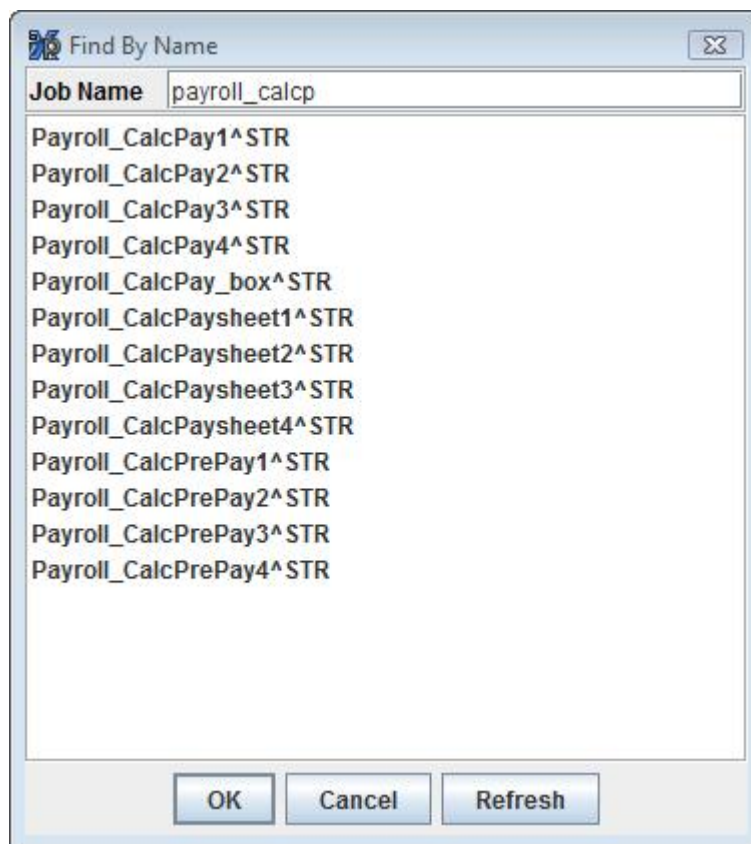 Find By Name
Job Name payroll_calcp
Payroll_CalcPay1^STR
Payroll_CalcPay2^STR
Payroll_CalcPay3^STR
Payroll_CalcPay4^STR
Payroll_CalcPay_box^STR
Payroll_CalcPaysheet1^STR
Payroll_CalcPaysheet2^STR
Payroll_CalcPaysheet3^STR
Payroll_CalcPaysheet4^STR
Payroll_CalcPrePay1^STR
Payroll_CalcPrePay2^STR
Payroll_CalcPrePay3^STR
Payroll_CalcPrePay4^STR
OK Cancel Refresh